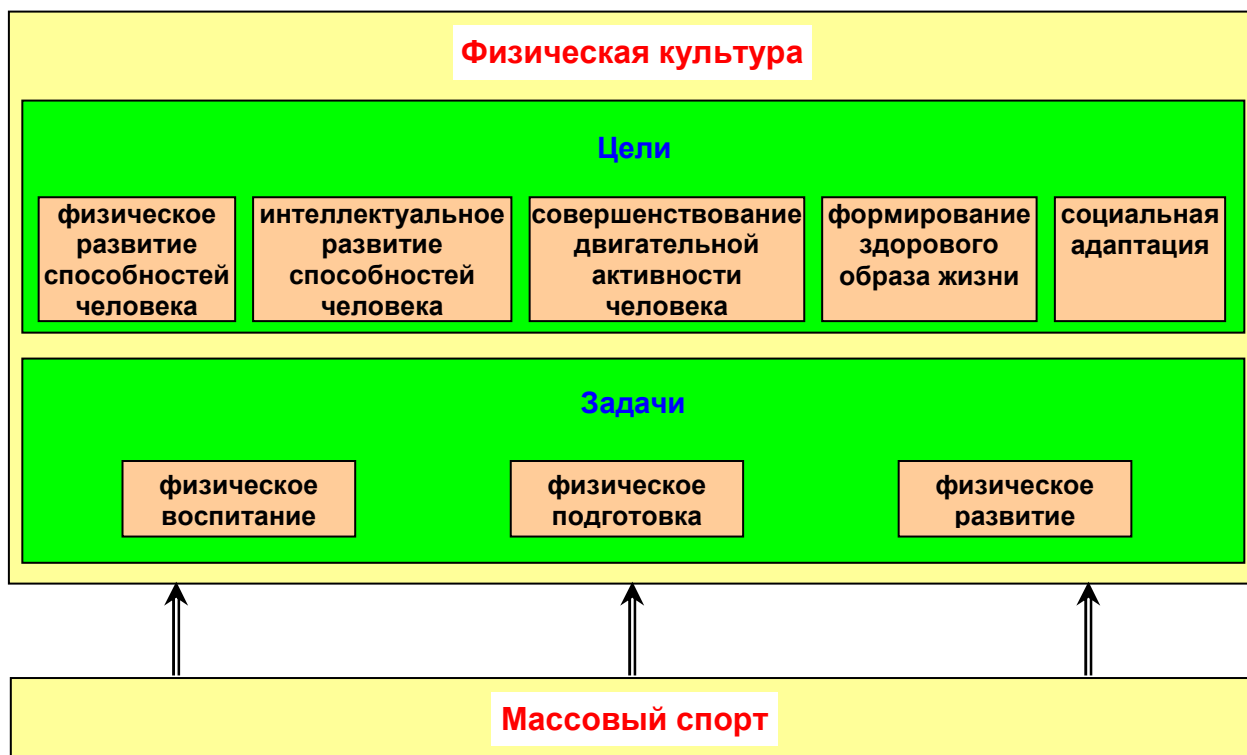 Физическая культура
Цели
физическое
развитие
способностей
человека
интеллектуальное
развитие
способностей
человека
совершенствование
двигательной
активности
человека
формирование
здорового
образа жизни
социальная
адаптация
Задачи
физическое
воспитание
физическое
подготовка
физическое
развитие
Массовый спорт